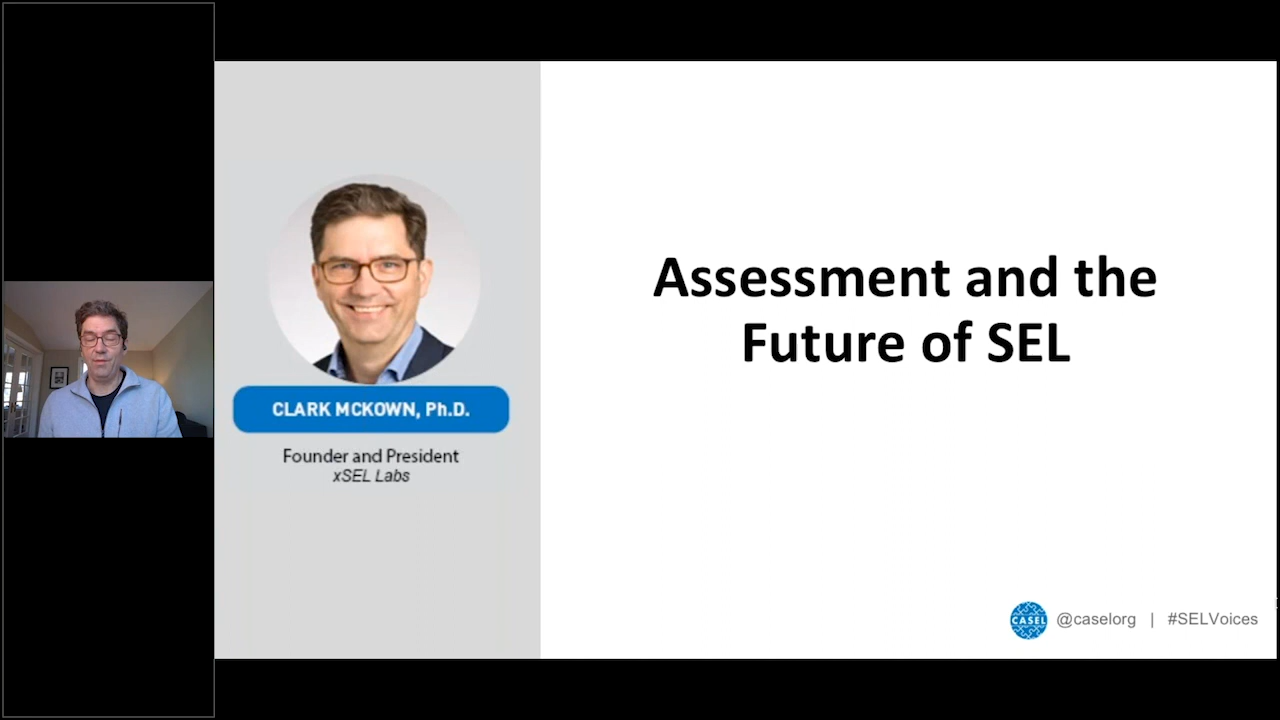 CLARK MCKOWN, Ph.D.
Founder and President
xSEL Labs
Assessment and the
Future of SEL
CASEL
@caselorg | #SELVoices